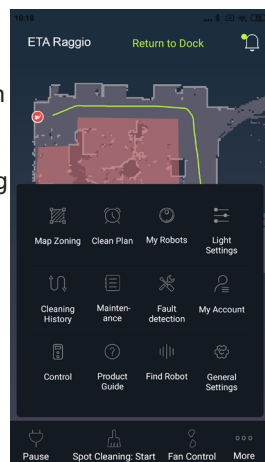 10:18
ETA Raggio Return to Dock
n
g
Map Zoning Clean Plan My Robots Light
Settings
Cleaning
History Mainten-
ance Fault
detection My Account
Control Product
Guide Find Robot General
Settings
Pause Spot Cleaning: Start Fan Control More